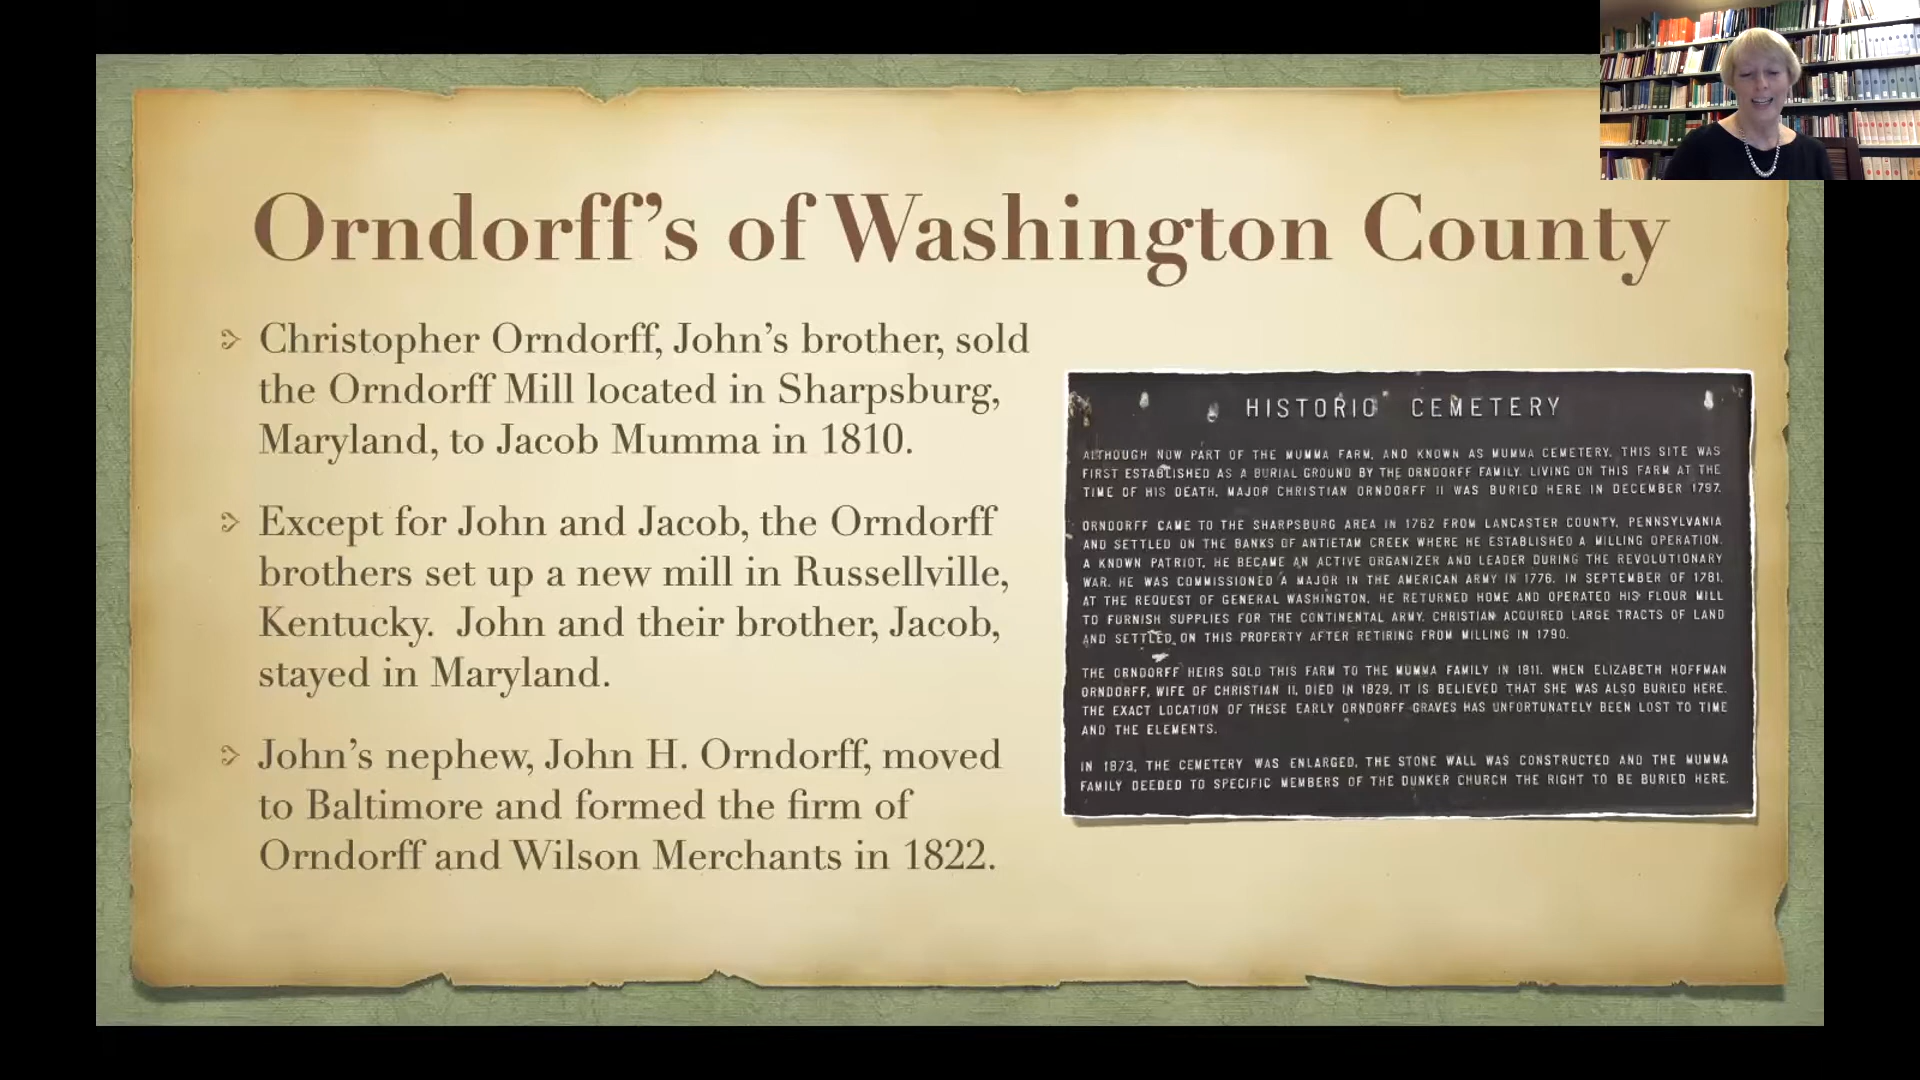 Orndorff's of Washington County
Christopher Orndorff, John's brother, sold
the Orndorff Mill located in Sharpsburg,
Maryland, to Jacob Mumma in 1810.
Except for John and Jacob, the Orndorff
brothers set up a new mill in Russellville,
Kentucky. John and their brother, Jacob,
stayed in Maryland.
John's nephew, John H. Orndorff, moved
to Baltimore and formed the firm of
Orndorff and Wilson Merchants in 1822.
HISTORIC CEMETERY
ALTHOUGH NOW PART OF THE MUMMA FARM, AND KNOWN AS MUMMA CEMETERY, THIS SITE WAS
FIRST ESTABLISHED AS A BURIAL GROUND BY THE ORNDORFF FAMILY. LIVING ON THIS FARM AT THE
TIME OF HIS DEATH, MAJOR CHRISTIAN ORNDORFF II WAS BURIED HERE IN DECEMBER 1797.
ORNDORFF CAME TO THE SHARPSBURG AREA IN 1762 FROM LANCASTER COUNTY, PENNSYLVANIA
AND SETTLED ON THE BANKS OF ANTIETAM CREEK WHERE HE ESTABLISHED A MILLING OPERATION.
A KNOWN PATRIOT, HE BECAME AN ACTIVE ORGANIZER AND LEADER DURING THE REVOLUTIONARY
WAR. HE WAS COMMISSIONED A MAJOR IN THE AMERICAN ARMY IN 1776. IN SEPTEMBER OF 1781,
AT THE REQUEST OF GENERAL WASHINGTON, HE RETURNED HOME AND OPERATED HIS FLOUR MILL
TO FURNISH SUPPLIES FOR THE CONTINENTAL ARMY. CHRISTIAN ACQUIRED LARGE TRACTS OF LAND
AND SETTLED ON THIS PROPERTY AFTER RETIRING FROM MILLING IN 1790.
THE ORNDORFF HEIRS SOLD THIS FARM TO THE MUMMA FAMILY IN 1811. WHEN ELIZABETH HOFFMAN
ORNDORFF, WIFE OF CHRISTIAN II, DIED IN 1829, IT IS BELIEVED THAT SHE WAS ALSO BURIED HERE.
THE EXACT LOCATION OF THESE EARLY ORNDORFF GRAVES HAS UNFORTUNATELY BEEN LOST TO TIME
AND THE ELEMENTS.
IN 1873, THE CEMETERY WAS ENLARGED, THE STONE WALL WAS CONSTRUCTED AND THE MUMMA
FAMILY DEEDED TO SPECIFIC MEMBERS OF THE DUNKER CHURCH THE RIGHT TO BE BURIED HERE.